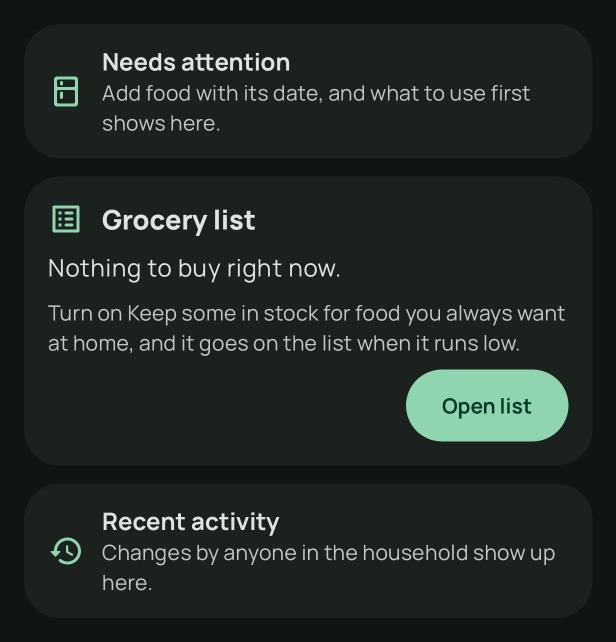 Needs attention
Add food with its date, and what to use first
shows here.
Grocery list
Nothing to buy right now.
Turn on Keep some in stock for food you always want
at home, and it goes on the list when it runs low.
Open list
Recent activity
Changes by anyone in the household show up
here.